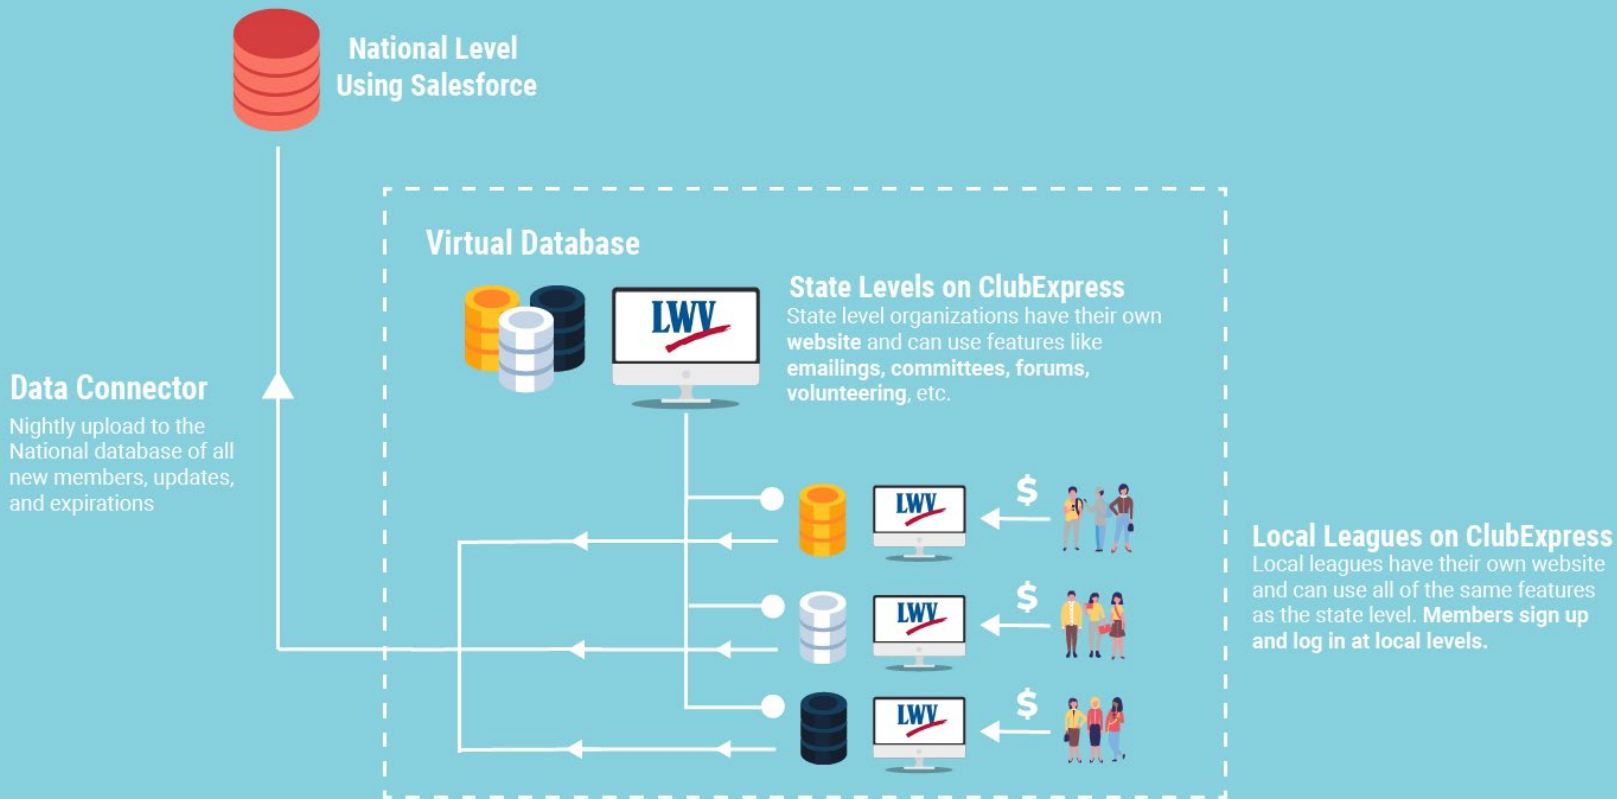 National Level
Using Salesforce
Virtual Database
LWV
State Levels on ClubExpress
State level organizations have their own
website and can use features like
emailings, committees, forums,
volunteering, etc.
Data Connector
Nightly upload to the
National database of all
new members, updates,
and expirations
LWV
$
LWV
$
LWV
$
Local Leagues on ClubExpress
Local leagues have their own website
and can use all of the same features
as the state level. Members sign up
and log in at local levels.